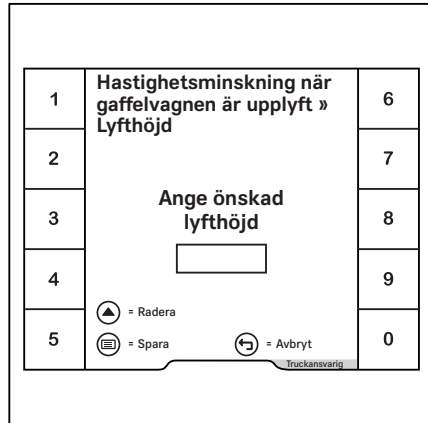 Hastighetsminskning när
gaffelvagnen är upplyft »
Lyfthöjd
1
2
3
4
5
6
7
8
9
0
Ange önskad
lyfthöjd
= Radera
= Spara
= Avbryt
Truckansvarig